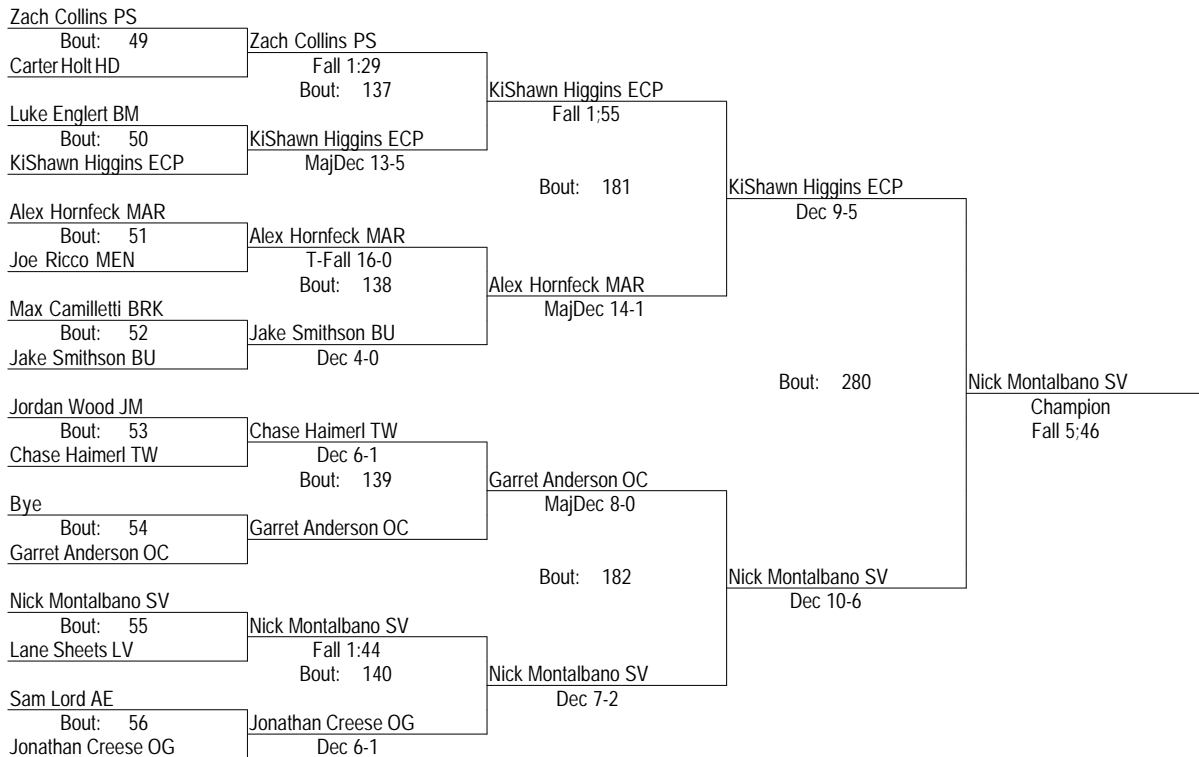 Zach Collins PS
Bout: 49
Zach Collins PS
Carter Holt HD
Fall 1:29
Bout: 137
KiShawn Higgins ECP
Luke Englert BM
Fall 1;55
Bout: 50
KiShawn Higgins ECP
KiShawn Higgins ECP
MajDec 13-5
Bout: 181
KiShawn Higgins ECP
Alex Hornfeck MAR
Dec 9-5
Bout: 51
Alex Hornfeck MAR
Joe Ricco MEN
T-Fall 16-0
Bout: 138
Alex Hornfeck MAR
Max Camilletti BRK
MajDec 14-1
Bout: 52
Jake Smithson BU
Jake Smithson BU
Dec 4-0
Bout: 280
Nick Montalbano SV
Jordan Wood JM
Champion
Bout: 53
Chase Haimerl TW
Fall 5;46
Chase Haimerl TW
Dec 6-1
Bout: 139
Garret Anderson OC
Bye
MajDec 8-0
Bout: 54
Garret Anderson OC
Garret Anderson OC
Bout: 182
Nick Montalbano SV
Nick Montalbano SV
Dec 10-6
Bout: 55
Nick Montalbano SV
Lane Sheets LV
Fall 1:44
Bout: 140
Nick Montalbano SV
Sam Lord AE
Dec 7-2
Bout: 56
Jonathan Creese OG
Jonathan Creese OG
Dec 6-1